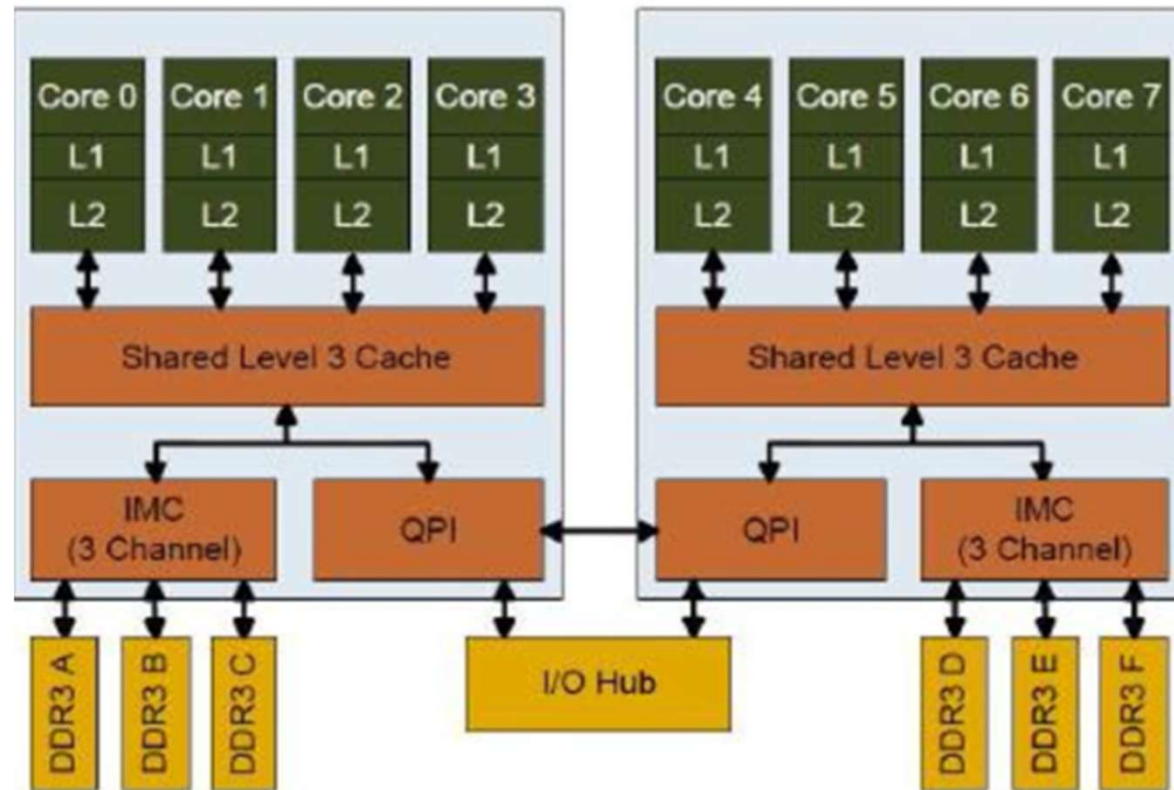 Core 0
Core 1
Core 2
Core 3
L1
L1
L1
L1
L2
L2
L2
L2
Shared Level 3 Cache
IMC
(3 Channel)
QPI
DDR3 A
DDR3 B
DDR3 C
Core 4
Core 5
Core 6
Core 7
L1
L1
L1
L1
L2
L2
L2
L2
Shared Level 3 Cache
QPI
IMC
(3 Channel)
I/O Hub
DDR3 D
DDR3 E
DDR3 F